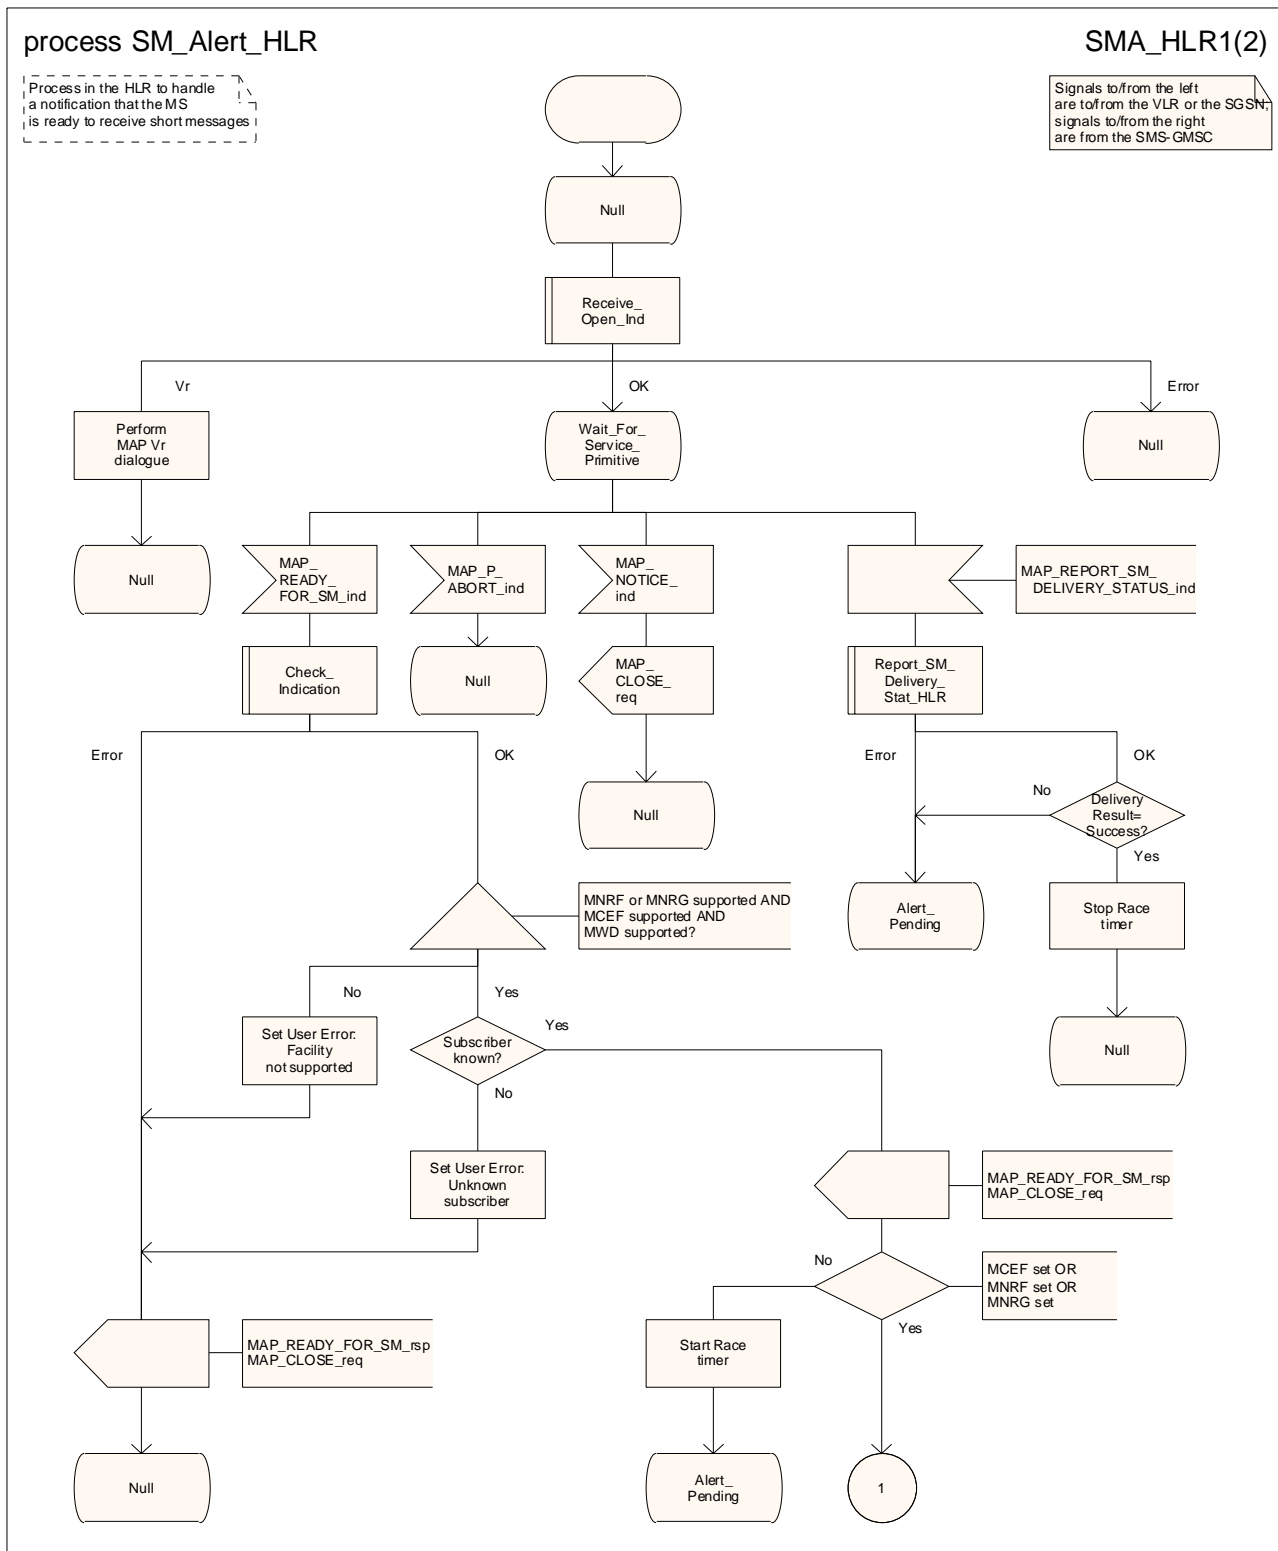 process SM_Alert_HLR
SMA_HLR1(2)
Process in the HLR to handle
a notification that the MS
is ready to receive short messages
Signals to/from the left
are to/from the VLR or the SGSN;
signals to/from the right
are from the SMS-GMSC
Null
Receive_
Open_Ind
Vr
OK
Error
Perform
MAP Vr
dialogue
Wait_For_
Service_
Primitive
Null
Null
MAP_
READY_
FOR_SM_ind
MAP_P_
ABORT_ind
MAP_
NOTICE_
ind
MAP_REPORT_SM_
DELIVERY_STATUS_ind
Check_
Indication
Null
MAP_
CLOSE_
req
Report_SM_
Delivery_
Stat_HLR
Error
OK
Error
OK
Null
No
Delivery
Result=
Success?
Yes
MNRF or MNRG supported AND
MCEF supported AND
MWD supported?
Alert_
Pending
Stop Race
timer
No
Yes
Set User Error:
Facility
not supported
Subscriber
known?
Yes
No
Null
Set User Error:
Unknown
subscriber
MAP_READY_FOR_SM_rsp
MAP_CLOSE_req
No
MCEF set OR
MNRF set OR
MNRG set
Yes
MAP_READY_FOR_SM_rsp
MAP_CLOSE_req
Start Race
timer
Null
Alert_
Pending
1